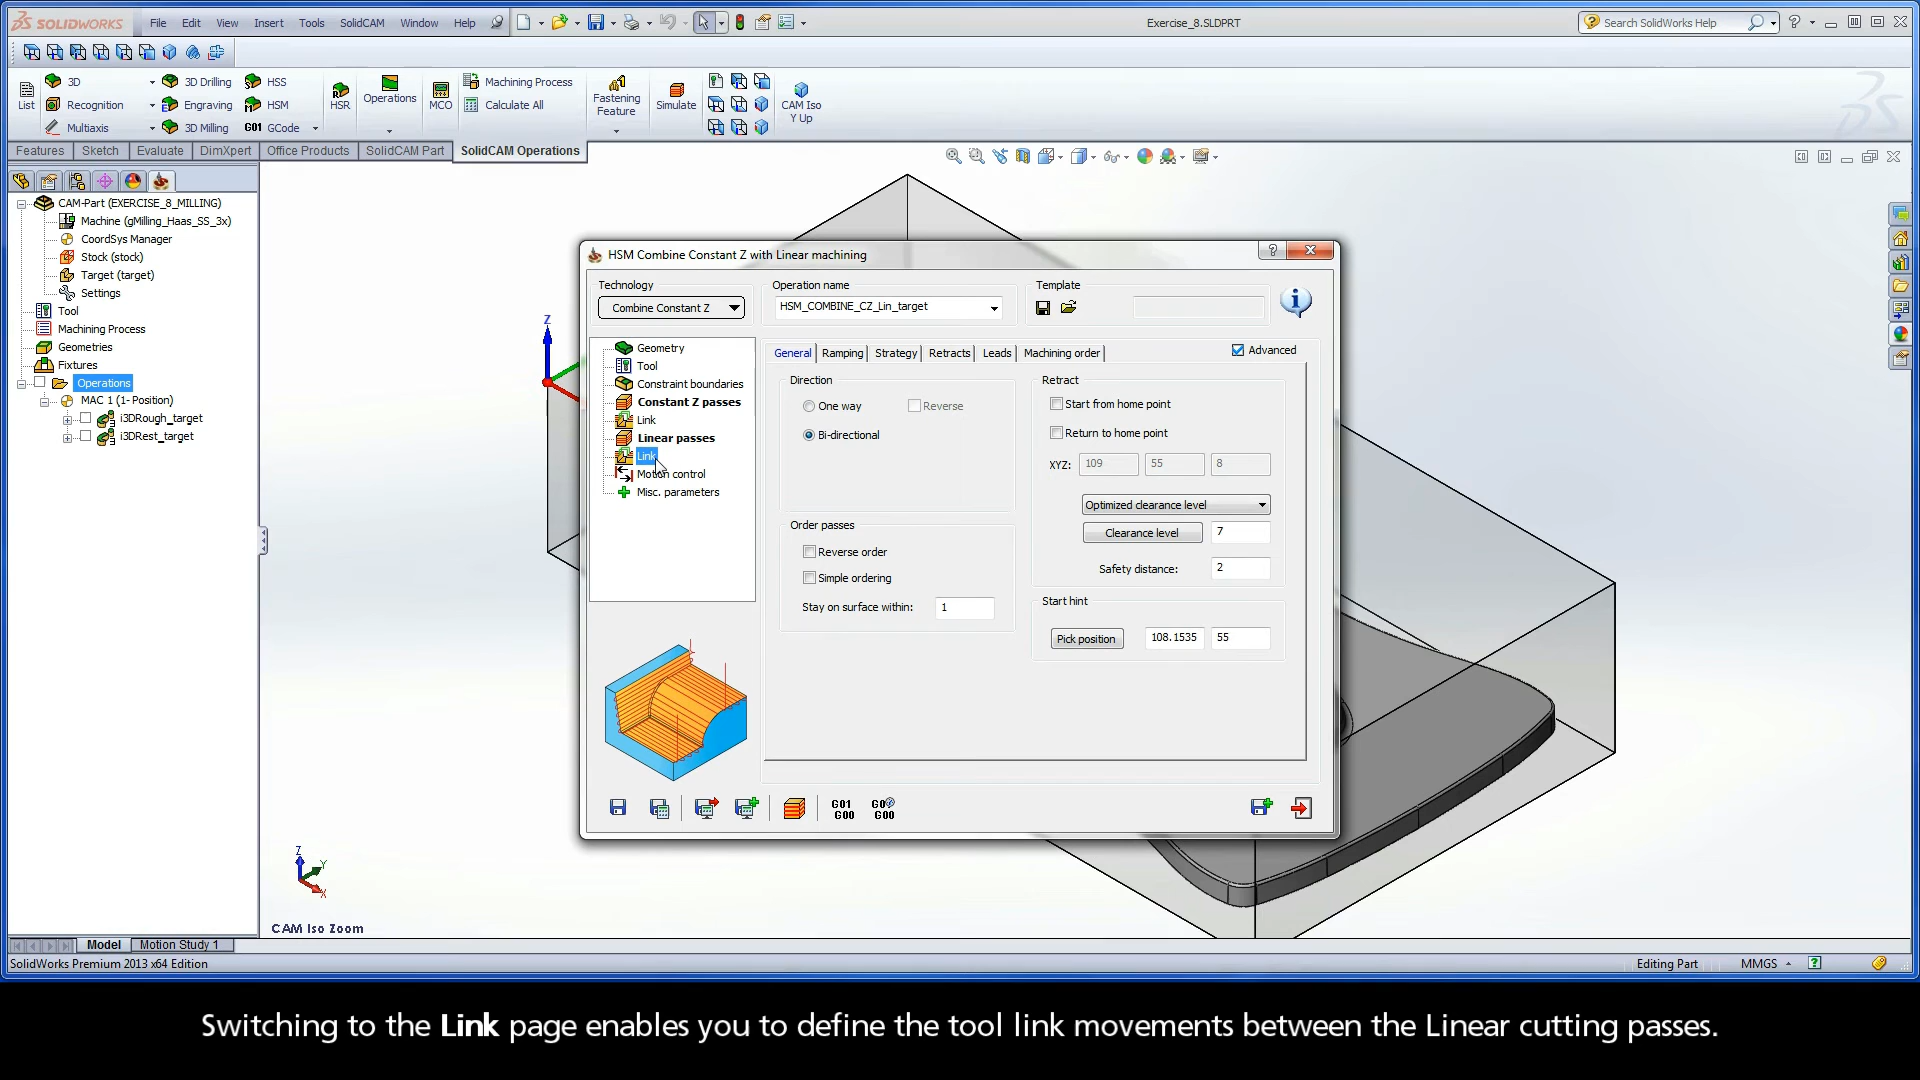 SOLIDWORKS File Edit View Insert Tools SolidCAM Window Help Exercise_8.SLDPRT Search SolidWorks Help
3D 3D Drilling HSS Machining Process
List Recognition Engraving HSM HSR Operations MCO Calculate All Fastening Feature Simulate CAM Iso Y Up
Multiaxis 3D Milling G01 GCode
Features Sketch Evaluate DimXpert Office Products SolidCAM Part SolidCAM Operations
CAM-Part (EXERCISE_8_MILLING)
Machine (gMilling_Haas_SS_3x)
CoordSys Manager
Stock (stock)
Target (target)
Settings
Tool
Machining Process
Geometries
Fixtures
Operations
MAC 1 (1- Position)
i3DRough_target
i3DRest_target
Z
HSM Combine Constant Z with Linear machining
Technology Operation name Template
Combine Constant Z HSM_COMBINE_CZ_Lin_target
Geometry
Tool
Constraint boundaries
Constant Z passes
Link
Linear passes
Link
Motion control
Misc. parameters
General Ramping Strategy Retracts Leads Machining order Advanced
Direction
One way Reverse
Bi-directional
Order passes
Reverse order
Simple ordering
Stay on surface within: 1
Retract
Start from home point
Return to home point
XYZ: 109 55 8
Optimized clearance level
Clearance level 7
Safety distance: 2
Start hint
Pick position 108.1535 55
G01 G00
G00
Z
Y
X
CAM Iso Zoom
Model Motion Study 1
SolidWorks Premium 2013 x64 Edition Editing Part MMGS
Switching to the Link page enables you to define the tool link movements between the Linear cutting passes.